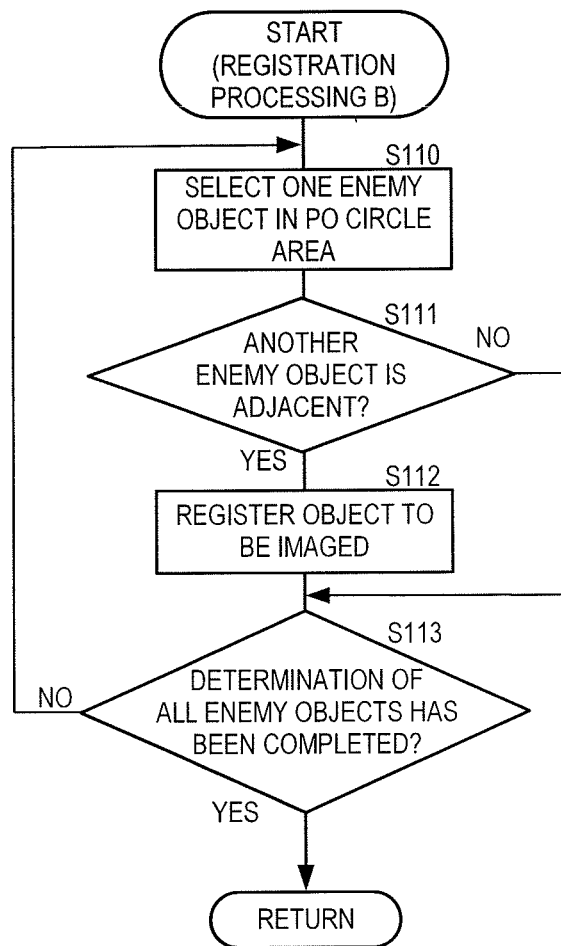 START
(REGISTRATION
PROCESSING B)
S110
SELECT ONE ENEMY
OBJECT IN PO CIRCLE
AREA
S111
NO
ANOTHER
ENEMY OBJECT IS
ADJACENT?
YES
S112
REGISTER OBJECT TO
BE IMAGED
S113
NO
DETERMINATION OF
ALL ENEMY OBJECTS HAS
BEEN COMPLETED?
YES
RETURN